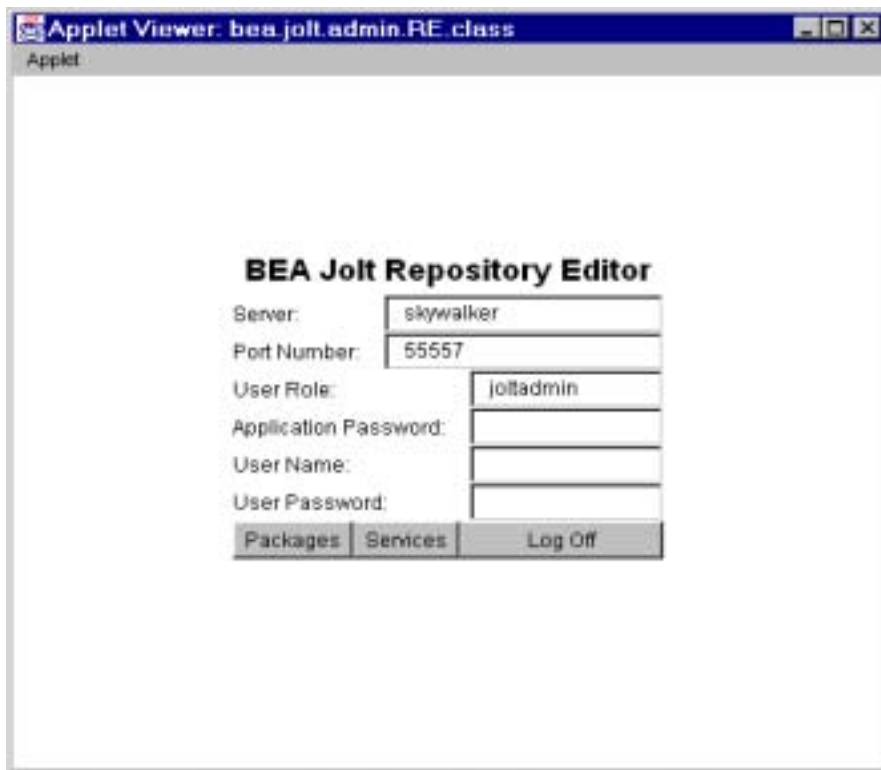 Applet Viewer: bea.jolt.admin.RE.class
Applet
BEA Jolt Repository Editor
Server: skywalker
Port Number: 55557
User Role: joltadmin
Application Password:
User Name:
User Password:
Packages Services Log Off